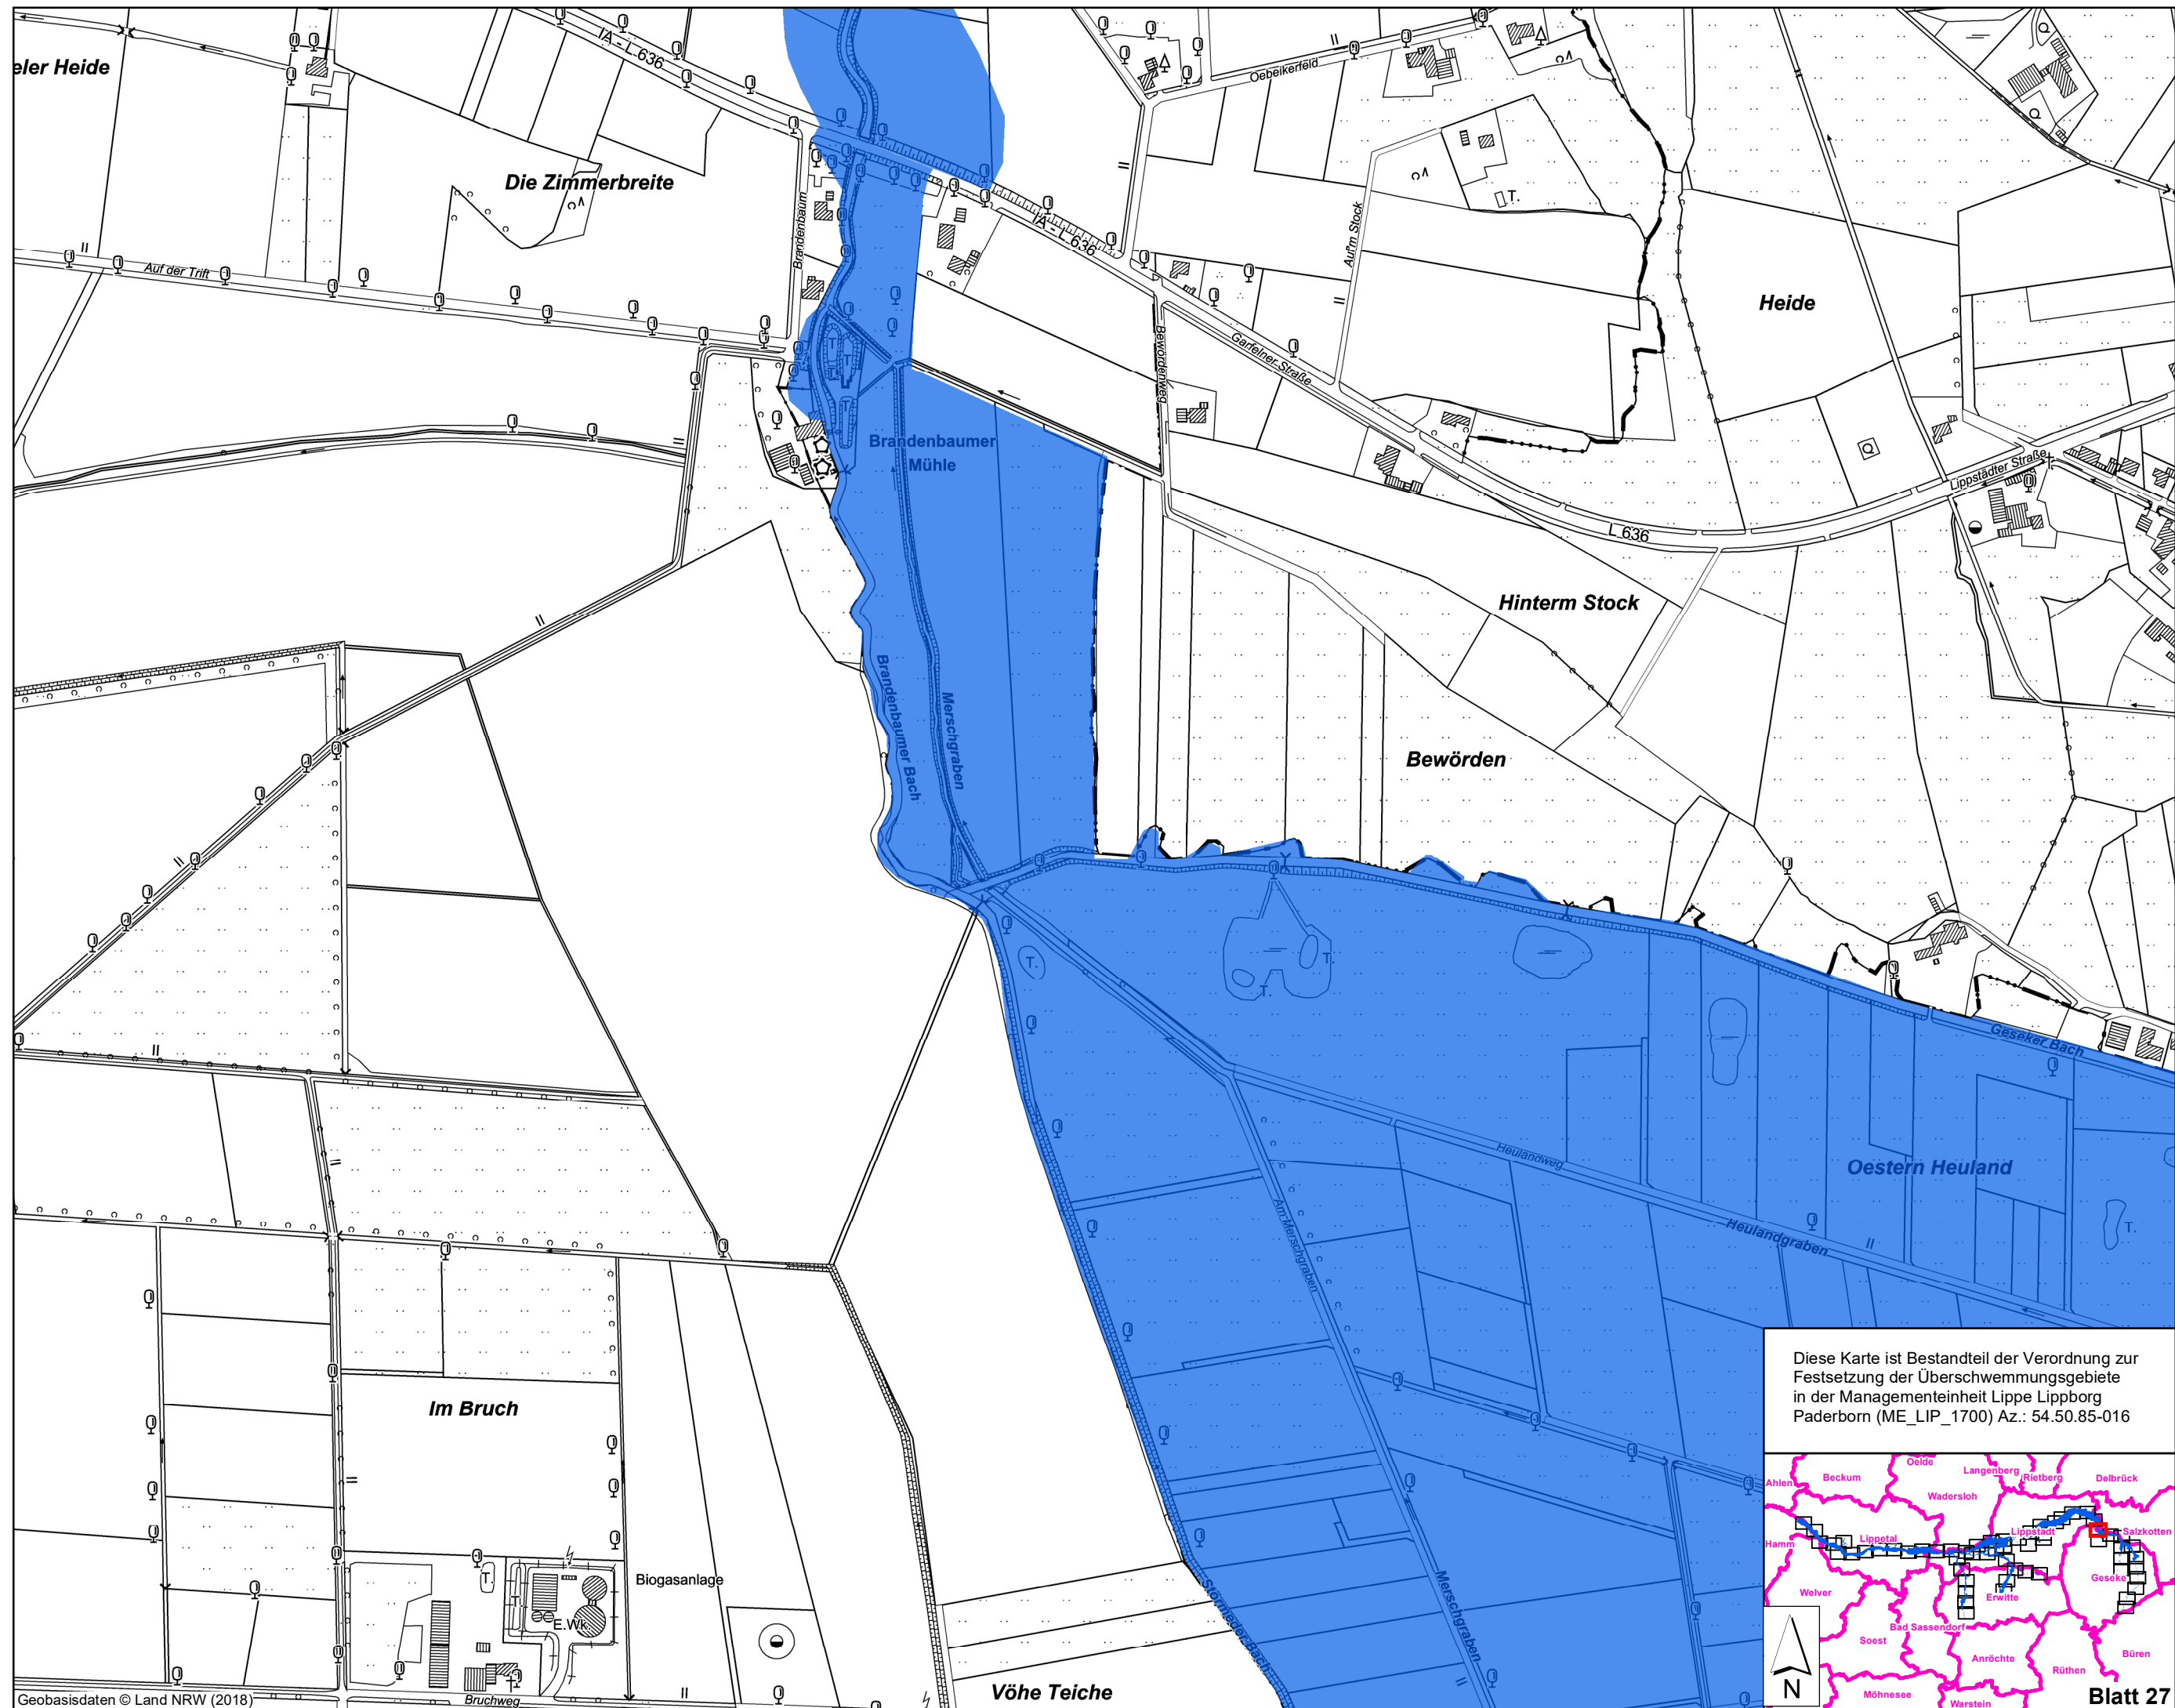 eler Heide
IA - L 636
Oebelkerfeld
Die Zimmerbreite
Brandenbaum
T.
IA - L 636
Auf'm Stock
Auf der Trift
Heide
Bewördenweg
Garfelner Straße
T
T
T
Brandenbaumer
Mühle
Q
Q
Q
Lippstädter Straße
L 636
Hinterm Stock
Brandenbaumer Bach
Merschgraben
Bewörden
T.
T.
T.
Geseker Bach
Heulandweg
Oestern Heuland
Am Merschgraben
Heulandgraben
T.
Im Bruch
Biogasanlage
T.
T
E.Wk
Störmeder Bach
Merschgraben
Vöhe Teiche
Bruchweg
Geobasisdaten © Land NRW (2018)
Diese Karte ist Bestandteil der Verordnung zur
Festsetzung der Überschwemmungsgebiete
in der Managementeinheit Lippe Lippborg
Paderborn (ME_LIP_1700) Az.: 54.50.85-016
Oelde
Ahlen
Beckum
Langenberg
Rietberg
Delbrück
Wadersloh
Hamm
Lippetal
Lippstadt
Salzkotten
Welver
Erwitte
Geseke
Bad Sassendorf
Soest
Anröchte
Rüthen
Büren
Möhnesee
Warstein
N
Blatt 27